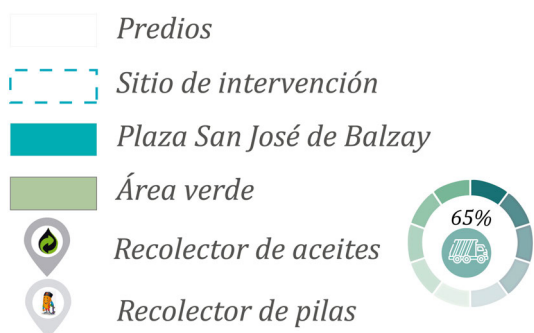 Predios
Sitio de intervención
Plaza San José de Balzay
Área verde
65%
Recolector de aceites
Recolector de pilas